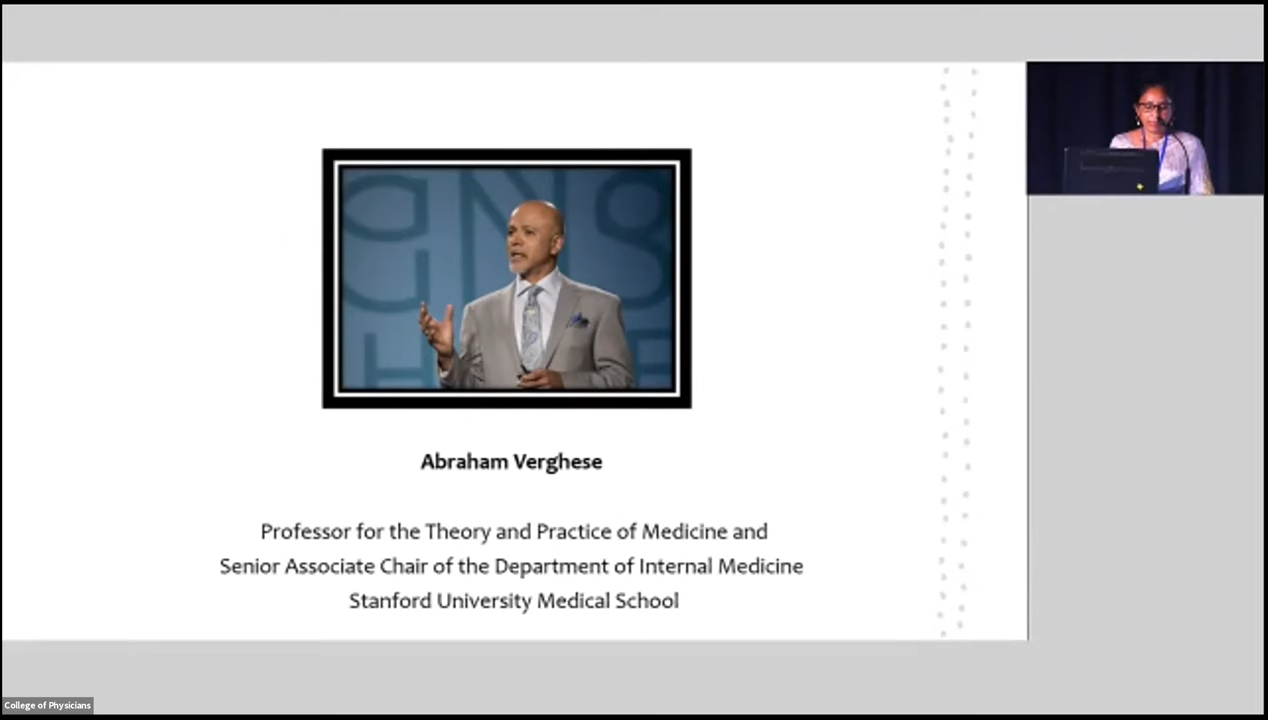 Abraham Verghese
Professor for the Theory and Practice of Medicine and
Senior Associate Chair of the Department of Internal Medicine
Stanford University Medical School
College of Physicians